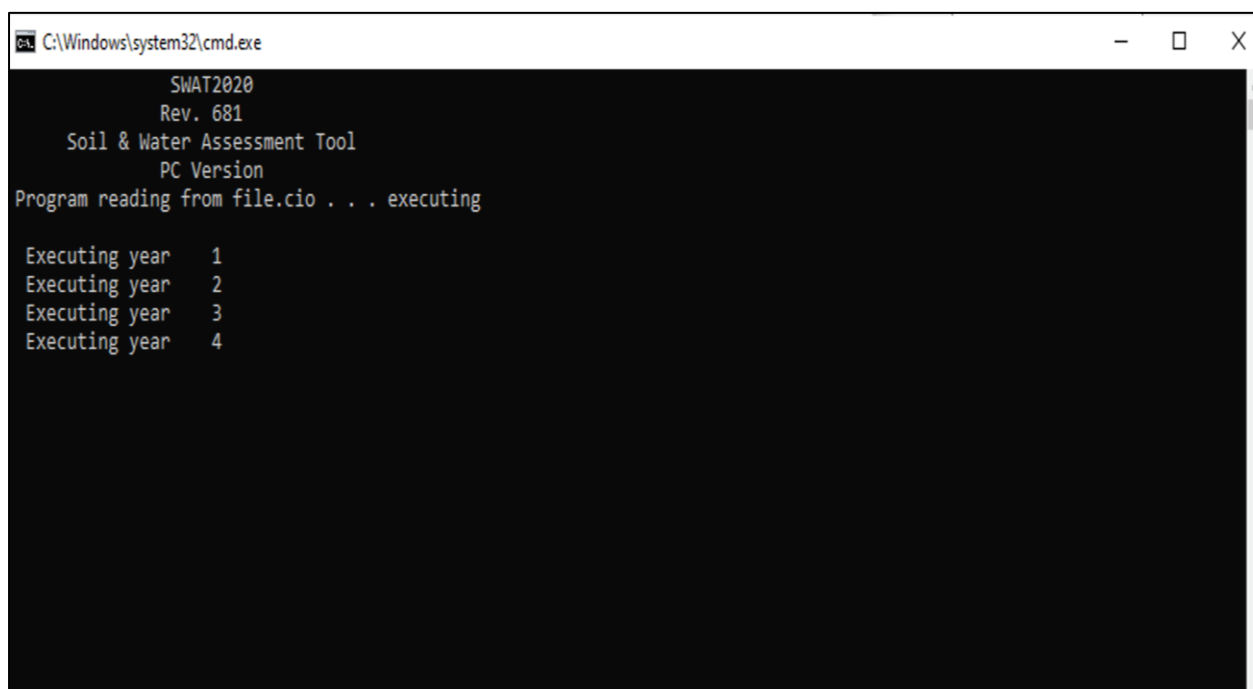 C:\Windows\system32\cmd.exe
SWAT2020
Rev. 681
Soil & Water Assessment Tool
PC Version
Program reading from file.cio . . . executing
Executing year 1
Executing year 2
Executing year 3
Executing year 4